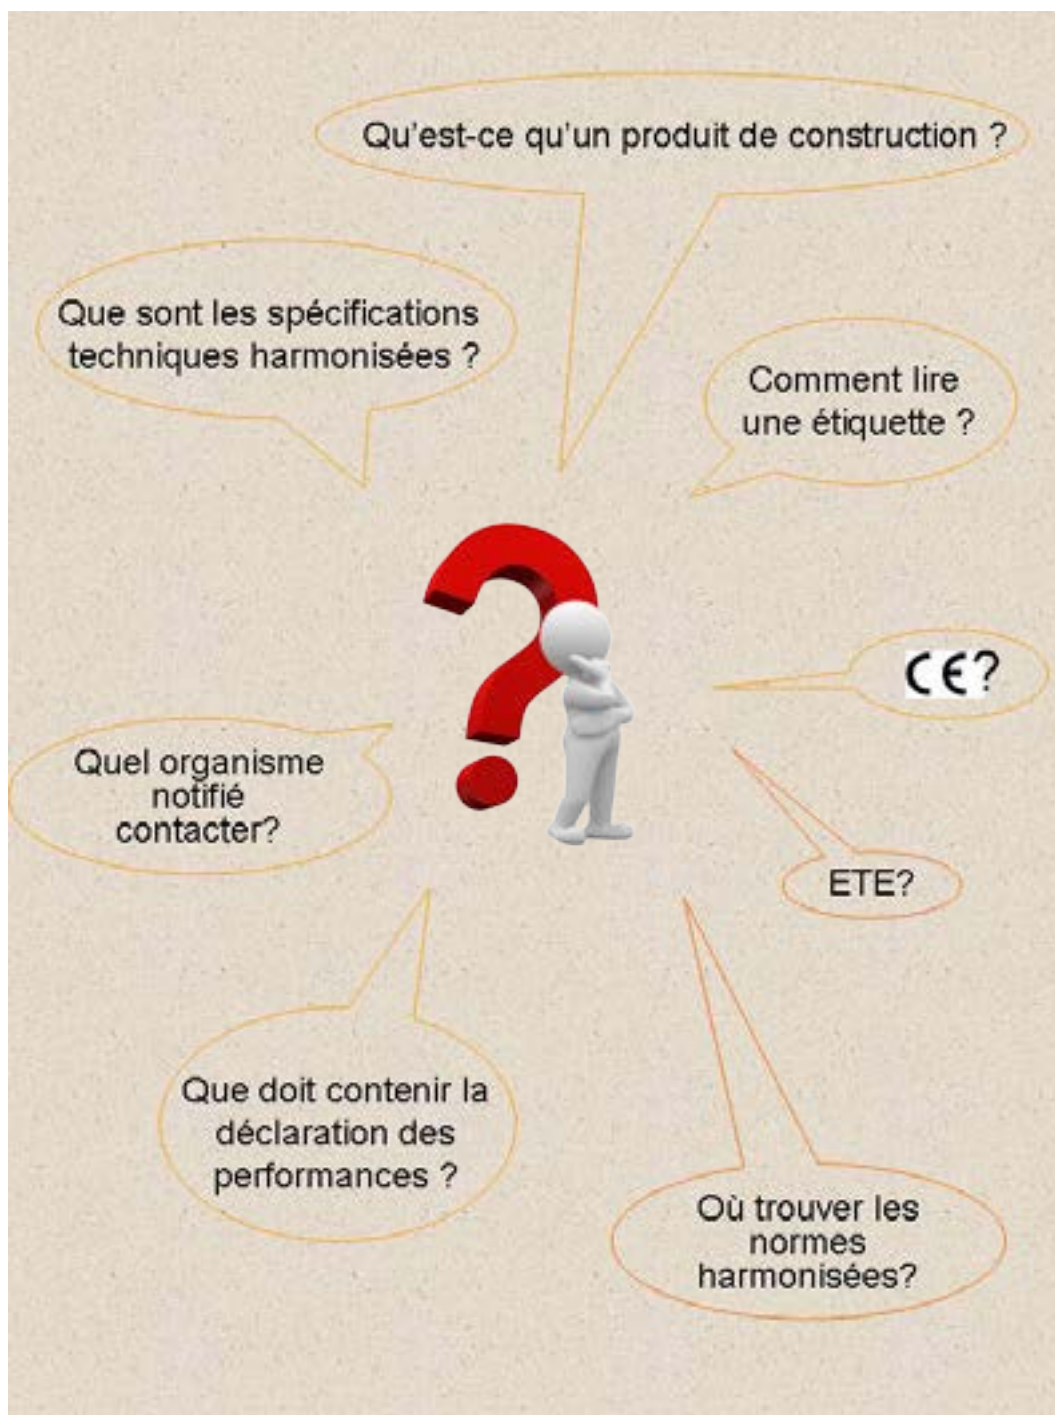 Qu'est-ce qu'un produit de construction ?
Que sont les spécifications
techniques harmonisées ?
Comment lire
une étiquette ?
CE?
Quel organisme
notifié
contacter?
ETE?
Que doit contenir la
déclaration des
performances ?
Où trouver les
normes
harmonisées?